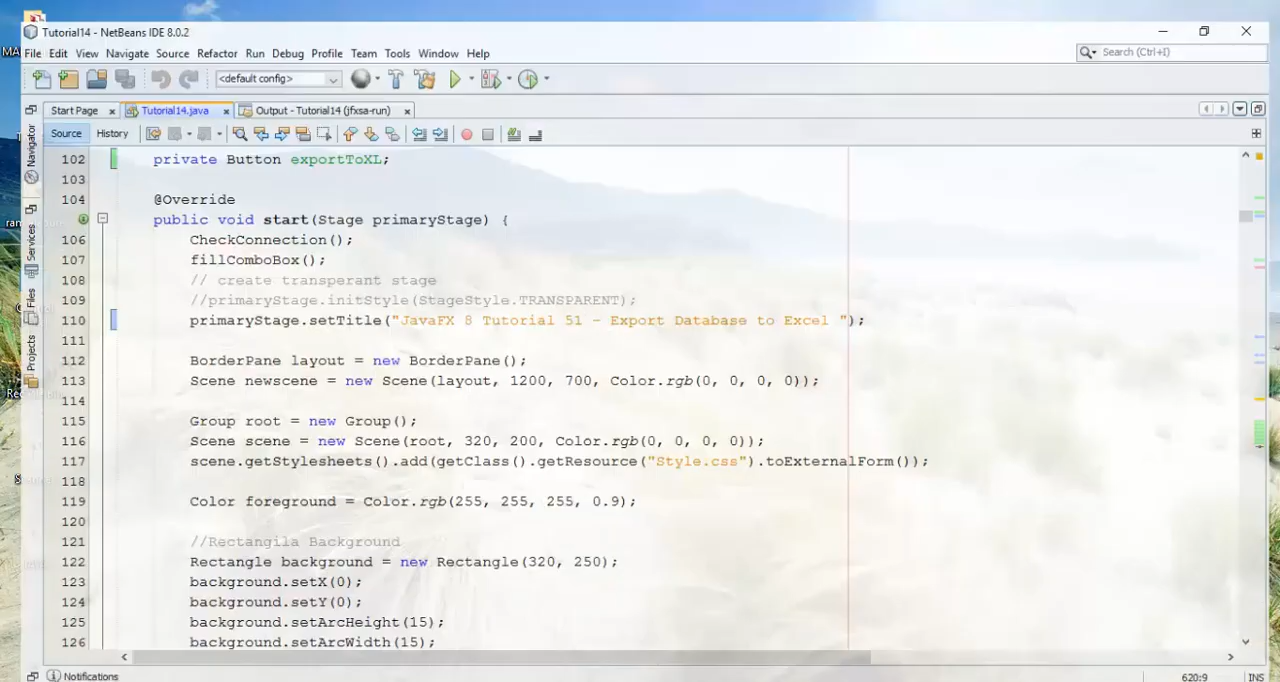 Tutorial14 - NetBeans IDE 8.0.2
File Edit View Navigate Source Refactor Run Debug Profile Team Tools Window Help
Search (Ctrl+I)
<default config>
Start Page Tutorial14.java Output - Tutorial14 (jfxsa-run)
Source History
Navigator
Services
Files
Projects
102 private Button exportToXL;
103
104 @Override
public void start(Stage primaryStage) {
106 CheckConnection();
107 fillComboBox();
108 // create transperant stage
109 //primaryStage.initStyle(StageStyle.TRANSPARENT);
110 primaryStage.setTitle("JavaFX 8 Tutorial 51 - Export Database to Excel ");
111
112 BorderPane layout = new BorderPane();
113 Scene newscene = new Scene(layout, 1200, 700, Color.rgb(0, 0, 0, 0));
114
115 Group root = new Group();
116 Scene scene = new Scene(root, 320, 200, Color.rgb(0, 0, 0, 0));
117 scene.getStylesheets().add(getClass().getResource("Style.css").toExternalForm());
118
119 Color foreground = Color.rgb(255, 255, 255, 0.9);
120
121 //Rectangila Background
122 Rectangle background = new Rectangle(320, 250);
123 background.setX(0);
124 background.setY(0);
125 background.setArcHeight(15);
126 background.setArcWidth(15);
Notifications
620:9 INS